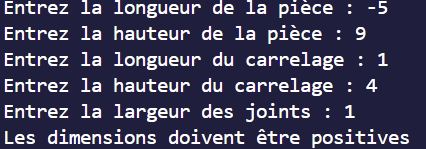 Entrez la longueur de la pièce : -5
Entrez la hauteur de la pièce : 9
Entrez la longueur du carrelage : 1
Entrez la hauteur du carrelage : 4
Entrez la largeur des joints : 1
Les dimensions doivent être positives